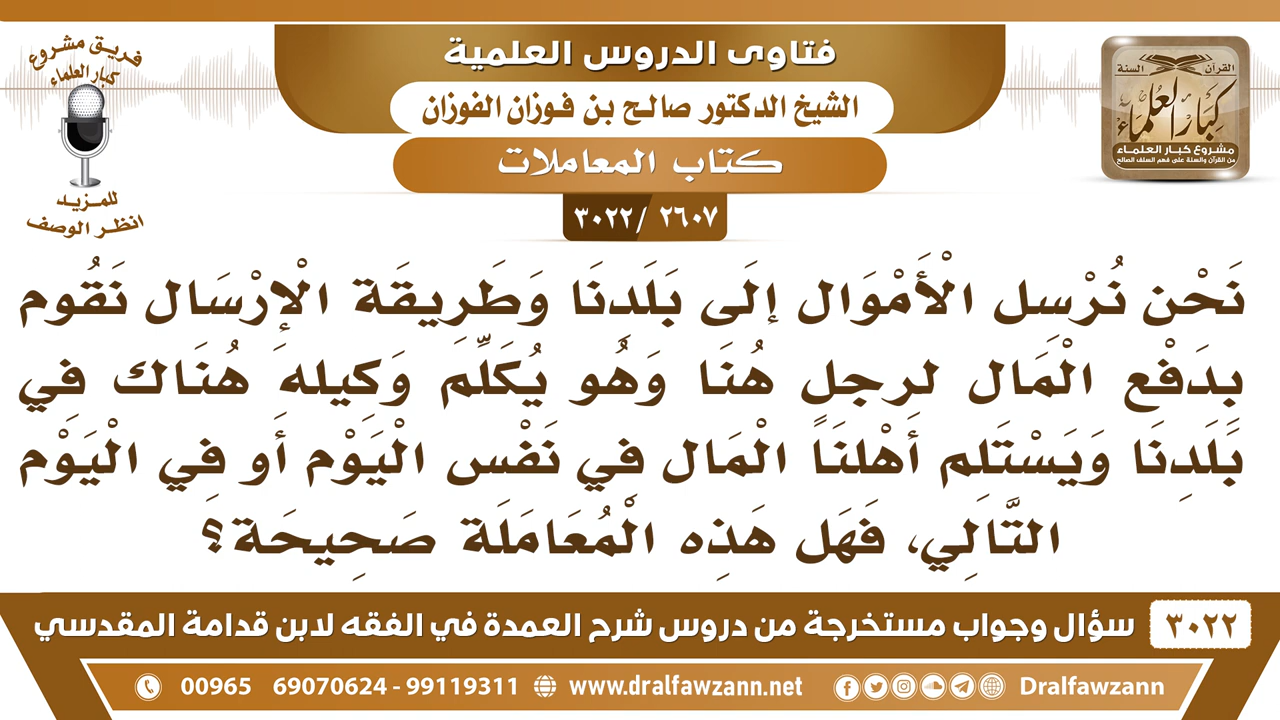 فريق مشروع
كبار العلماء
للمزيد
انظر الوصف
فتاوى الدروس العلمية
الشيخ الدكتور صالح بن فوزان الفوزان
كتاب المعاملات
٢٦٠٧ / ٣٠٢٢
القرآن السنة
كبار العلماء
مشروع كبار العلماء
من القرآن والسنة على فهم السلف الصالح
نَحْن نُرْسل الْأَمْوَال إلَى بَلَدنَا وَطَرِيقَة الْإِرْسَال نَقُوم
بِدَفْع الْمَال لرجلٍ هُنَا وَهُو يُكَلِّم وَكيلهَ هُنَاك في
بَلَدِنَا وَيَسْتَلم أَهْلنَاً الْمَال في نَفْس الْيَوْم أَو في الْيَوْم
التَّالِي، فَهَل هَذِه الْمُعَامَلَة صَحِيحَة؟
٣٠٢٢ سؤال وجواب مستخرجة من دروس شرح العمدة في الفقه لابن قدامة المقدسي
00965 69070624 - 99119311 www.dralfawzann.net Dralfawzann